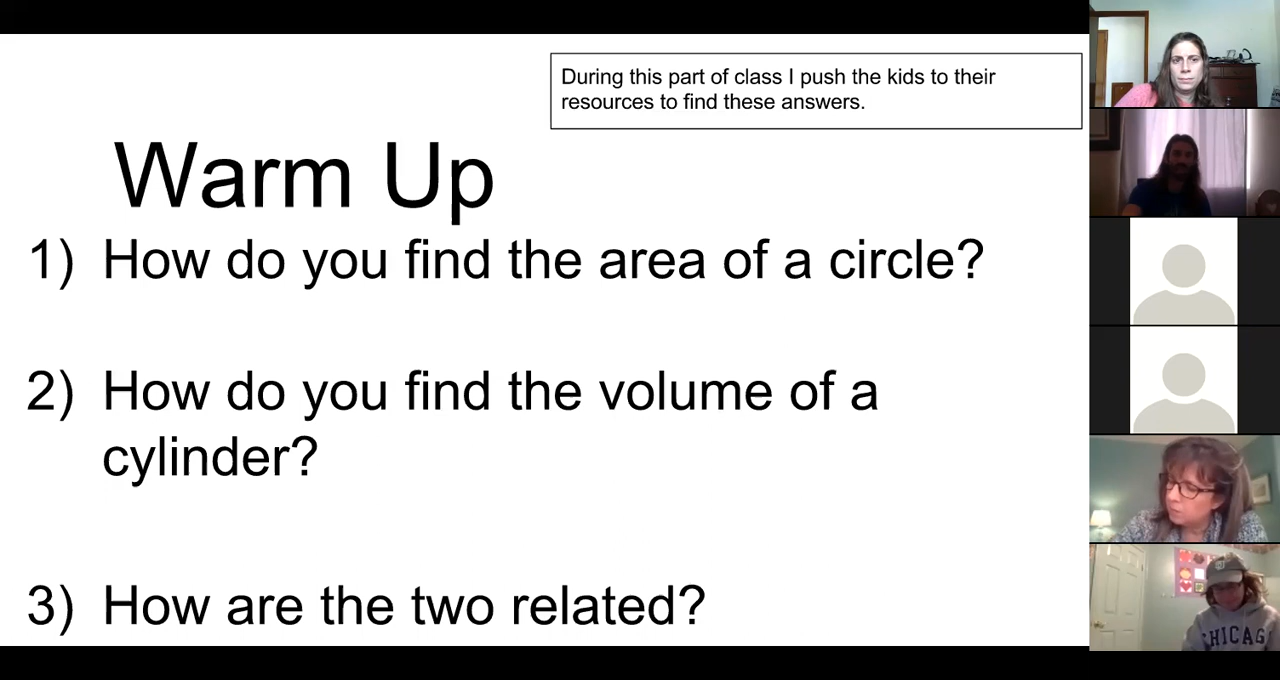 During this part of class I push the kids to their
resources to find these answers.
Warm Up
1) How do you find the area of a circle?
2) How do you find the volume of a
cylinder?
3) How are the two related?
CHICAG